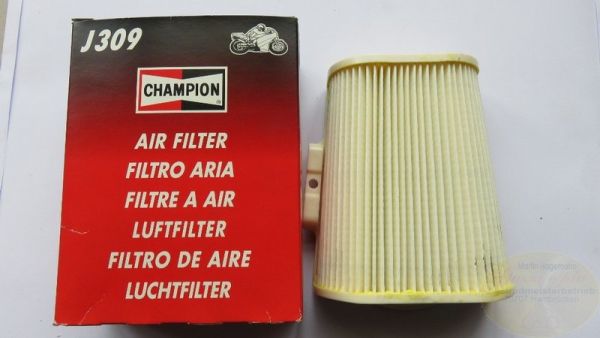 J309
CHAMPION
®
AIR FILTER
FILTRO ARIA
FILTRE A AIR
LUFTFILTER
FILTRO DE AIRE
LUCHTFILTER